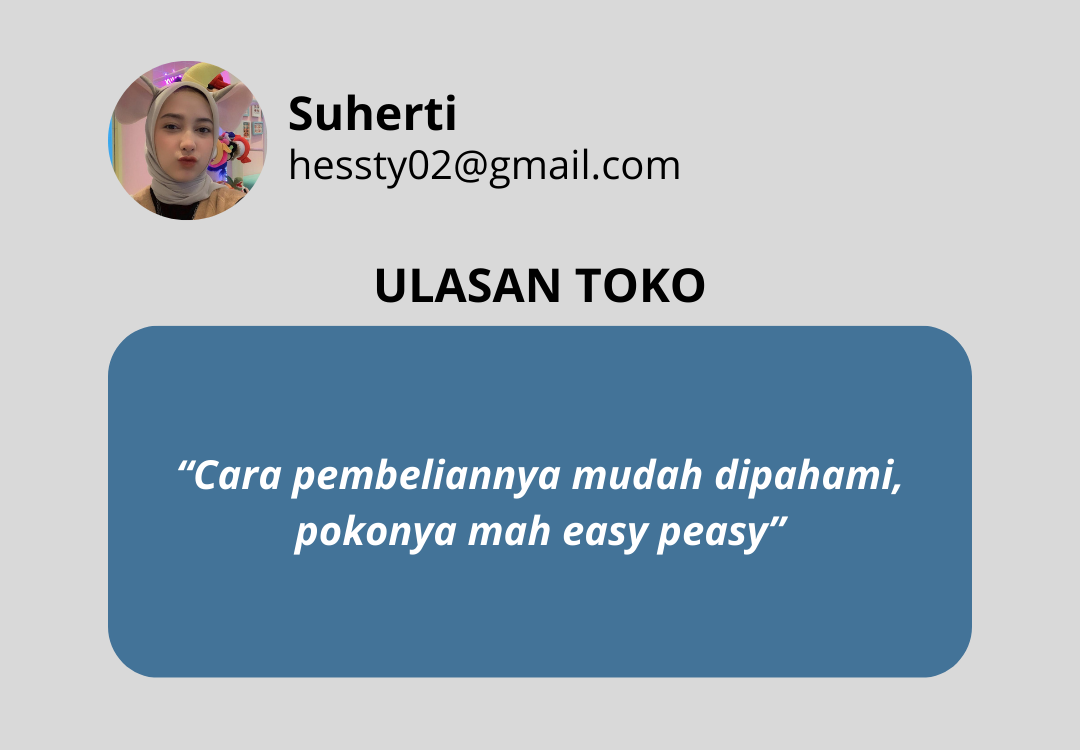 Suherti
hessty02@gmail.com
ULASAN TOKO
“Cara pembeliannya mudah dipahami,
pokonya mah easy peasy”